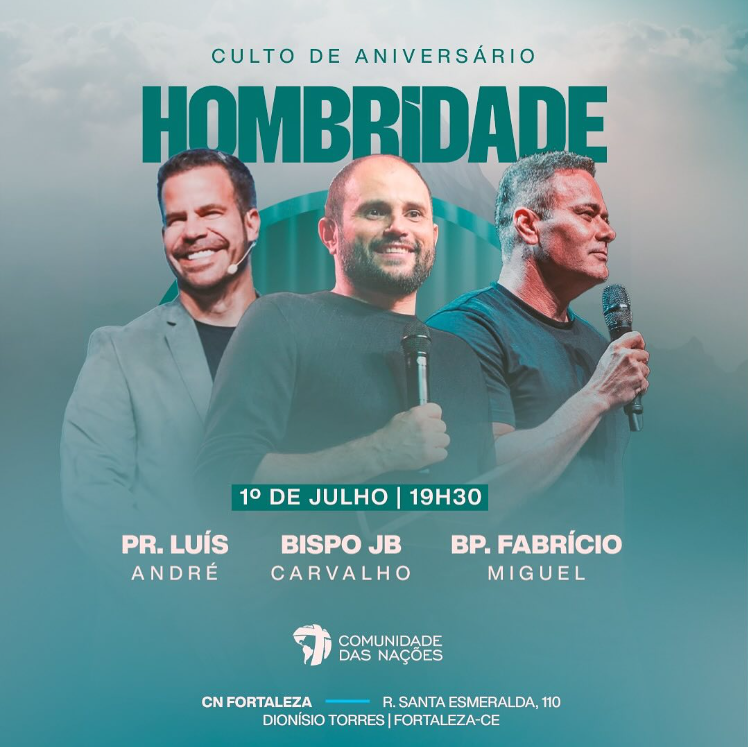 CULTO DE ANIVERSÁRIO
HOMBRIDADE
1º DE JULHO | 19H30
PR. LUÍS
ANDRÉ
BISPO JB
CARVALHO
BP. FABRÍCIO
MIGUEL
COMUNIDADE
DAS NAÇÕES
CN FORTALEZA R. SANTA ESMERALDA, 110
DIONÍSIO TORRES | FORTALEZA-CE